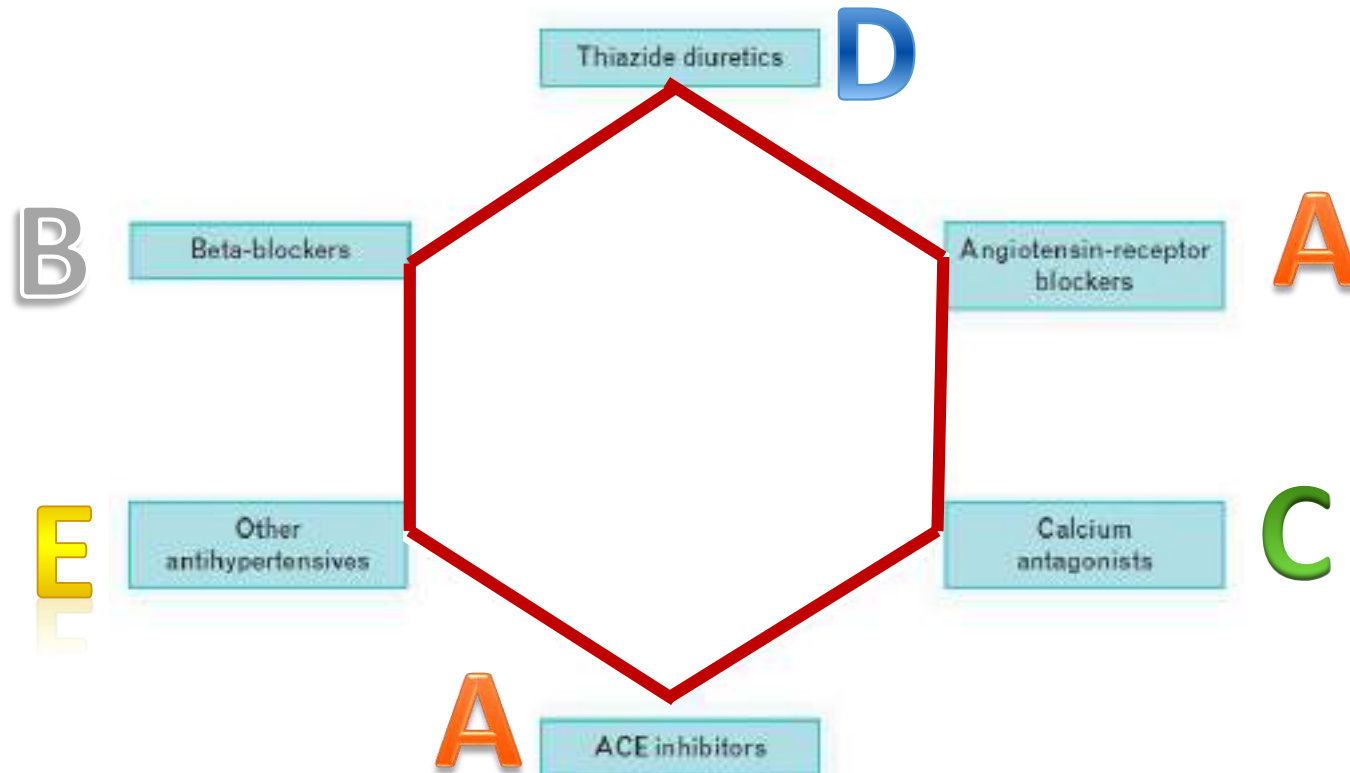 Thiazide diuretics
D
B
Beta-blockers
Angiotensin-receptor
blockers
A
E
Other
antihypertensives
Calcium
antagonists
C
A
ACE inhibitors